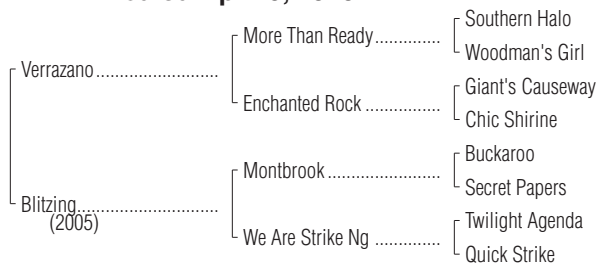 Southern Halo
More Than Ready................
Woodman's Girl
Verrazano..............................
Giant's Causeway
Enchanted Rock ..................
Chic Shirine
Buckaroo
Montbrook ...........................
Secret Papers
Blitzing...................................
(2005)
Twilight Agenda
We Are Strike Ng ................
Quick Strike